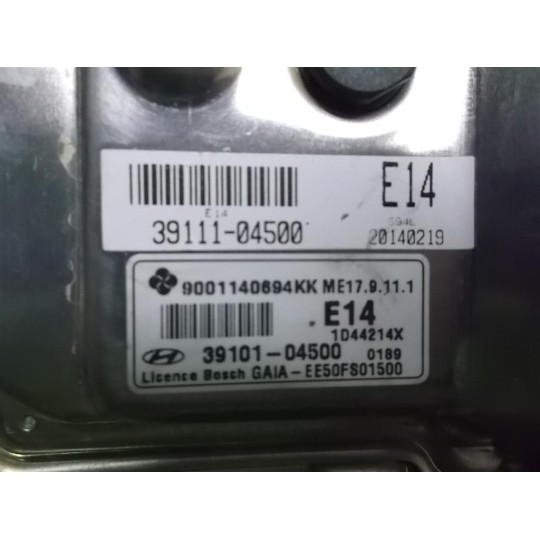 E14
E14
SG4L
39111-04500
20140219
9001140694KK ME17.9.11.1
E14
1D44214X
39101-04500 0189
Licence Bosch GAIA-EE50FS01500